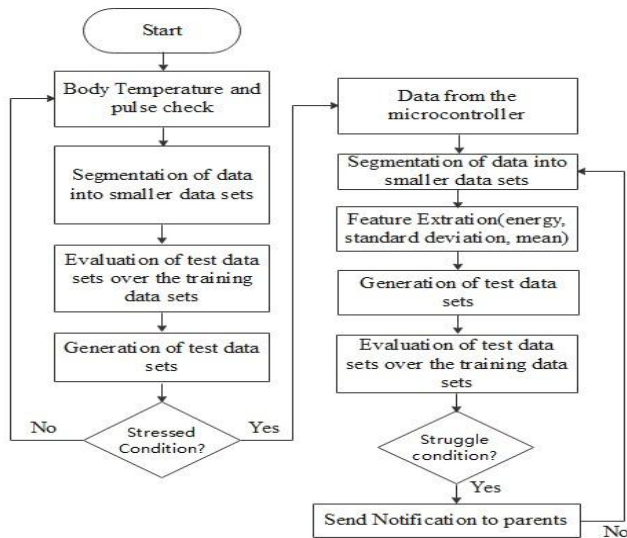 Start
Body Temperature and
pulse check
Segmentation of data
into smaller data sets
Evaluation of test data
sets over the training
data sets
Generation of test data
sets
No
Stressed
Condition?
Yes
Data from the
microcontroller
Segmentation of data into
smaller data sets
Feature Extration(energy,
standard deviation, mean)
Generation of test data
sets
Evaluation of test data
sets over the training data
sets
Struggle
condition?
Yes
Send Notification to parents
No